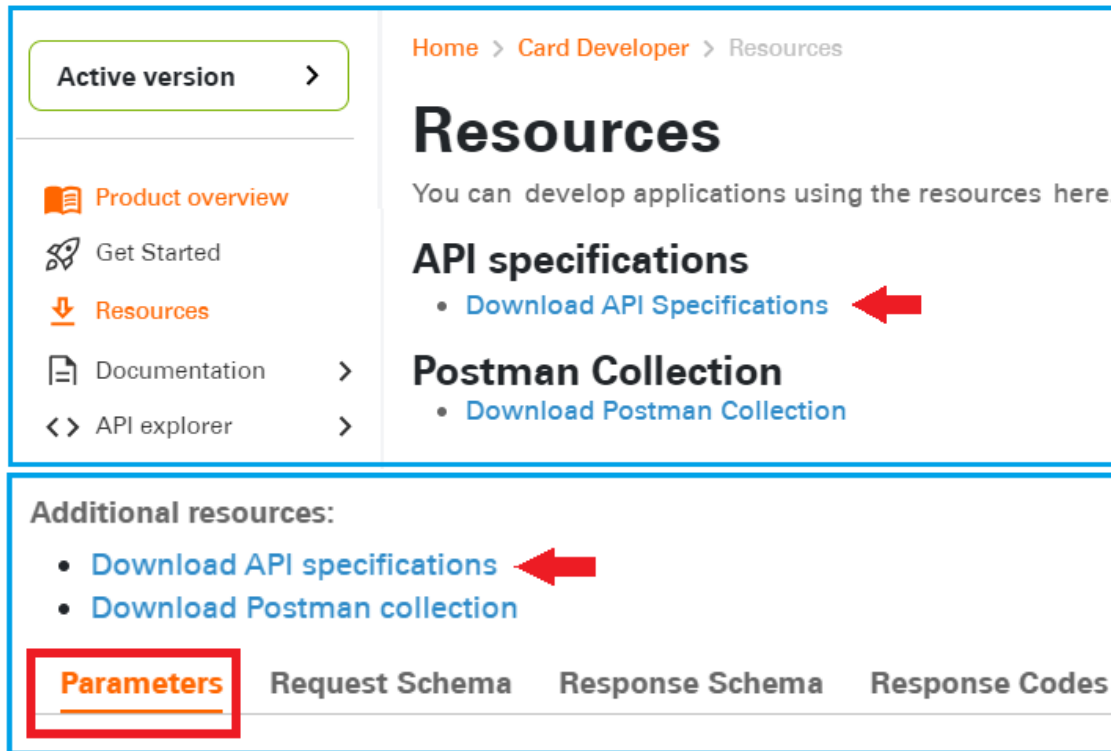 Active version
Product overview
Get Started
Resources
Documentation
API explorer
Home > Card Developer > Resources
Resources
You can develop applications using the resources here.
API specifications
• Download API Specifications
Postman Collection
• Download Postman Collection
Additional resources:
• Download API specifications
• Download Postman collection
Parameters Request Schema Response Schema Response Codes